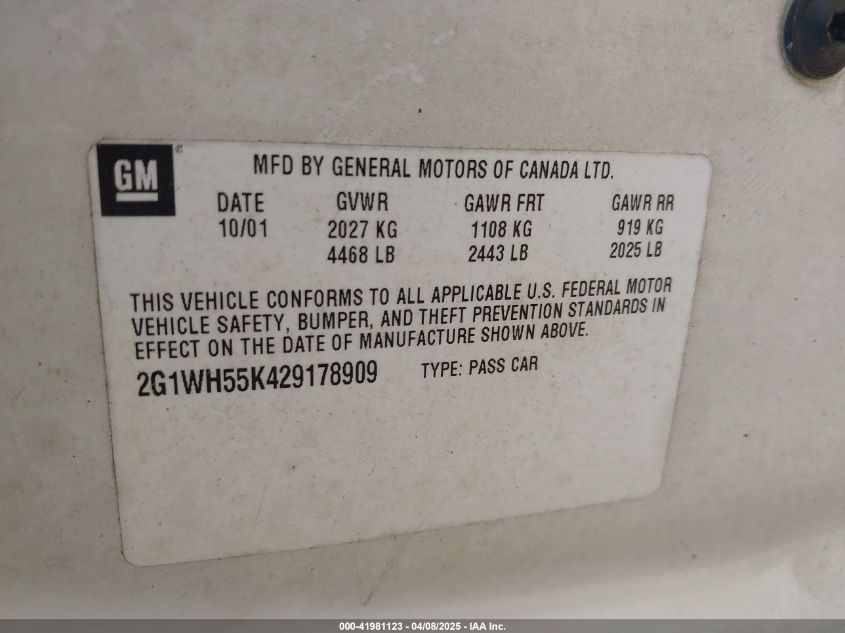 GM
MFD BY GENERAL MOTORS OF CANADA LTD.
DATE GVWR GAWR FRT GAWR RR
10/01 2027 KG 1108 KG 919 KG
4468 LB 2443 LB 2025 LB
THIS VEHICLE CONFORMS TO ALL APPLICABLE U.S. FEDERAL MOTOR
VEHICLE SAFETY, BUMPER, AND THEFT PREVENTION STANDARDS IN
EFFECT ON THE DATE OF MANUFACTURE SHOWN ABOVE.
2G1WH55K429178909 TYPE: PASS CAR
000-41981123 - 04/08/2025 - IAA Inc.